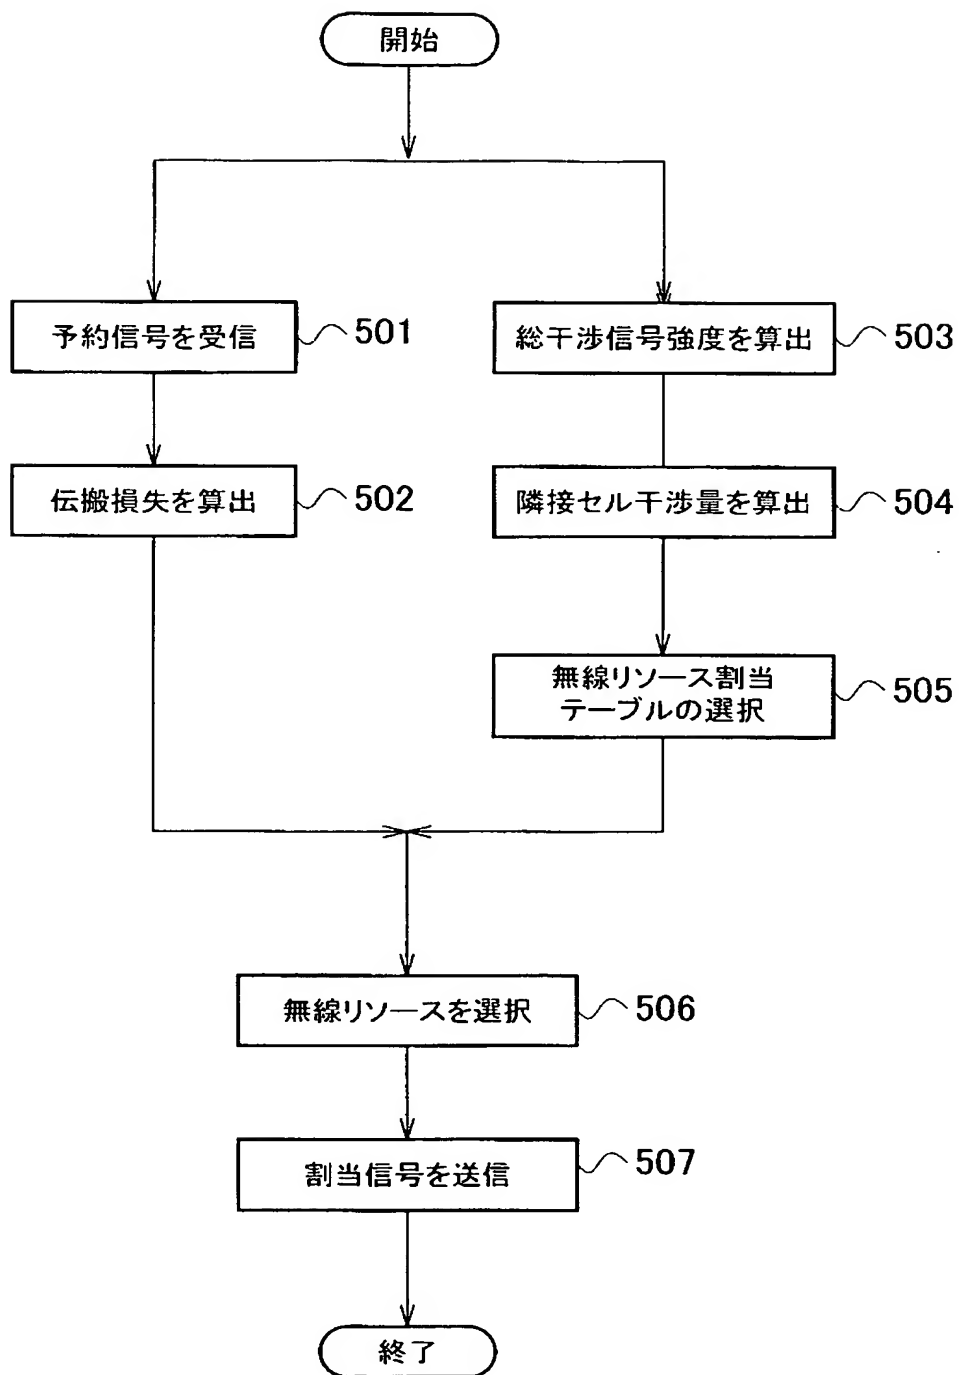 開始
予約信号を受信
501
総干渉信号強度を算出
503
伝搬損失を算出
502
隣接セル干渉量を算出
504
無線リソース割当
テーブルの選択
505
無線リソースを選択
506
割当信号を送信
507
終了